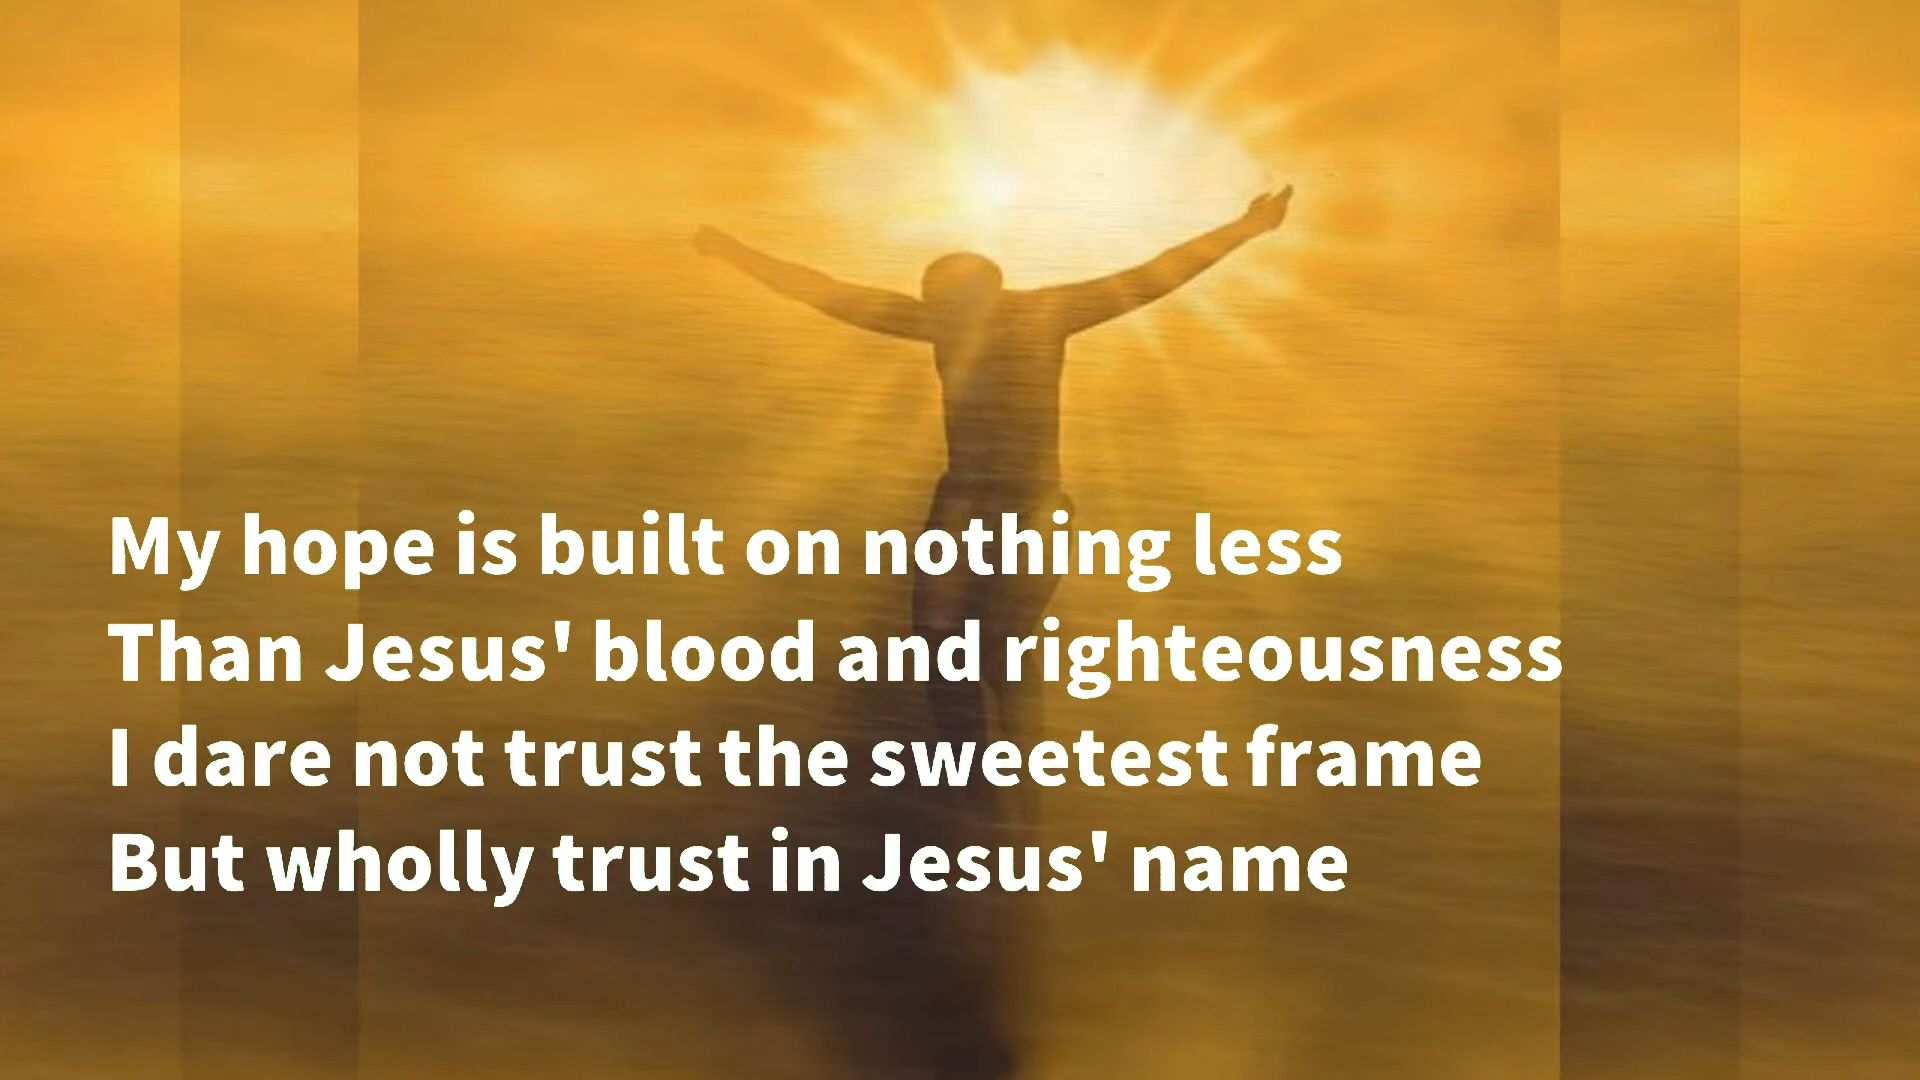 My hope is built on nothing less
Than Jesus' blood and righteousness
I dare not trust the sweetest frame
But wholly trust in Jesus' name